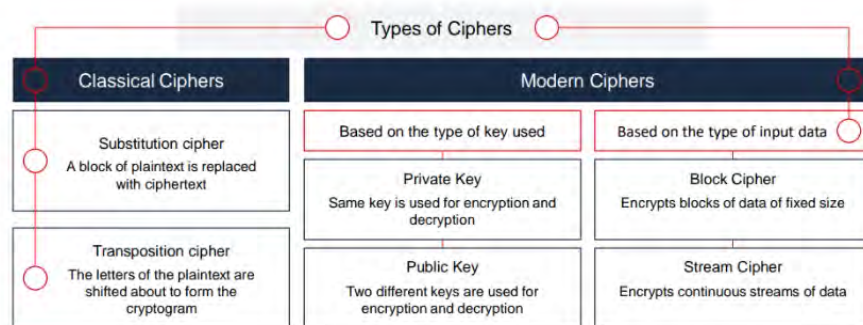 Types of Ciphers
Classical Ciphers
Modern Ciphers
Substitution cipher
A block of plaintext is replaced
with ciphertext
Transposition cipher
The letters of the plaintext are
shifted about to form the
cryptogram
Based on the type of key used
Private Key
Same key is used for encryption and
decryption
Public Key
Two different keys are used for
encryption and decryption
Based on the type of input data
Block Cipher
Encrypts blocks of data of fixed size
Stream Cipher
Encrypts continuous streams of data